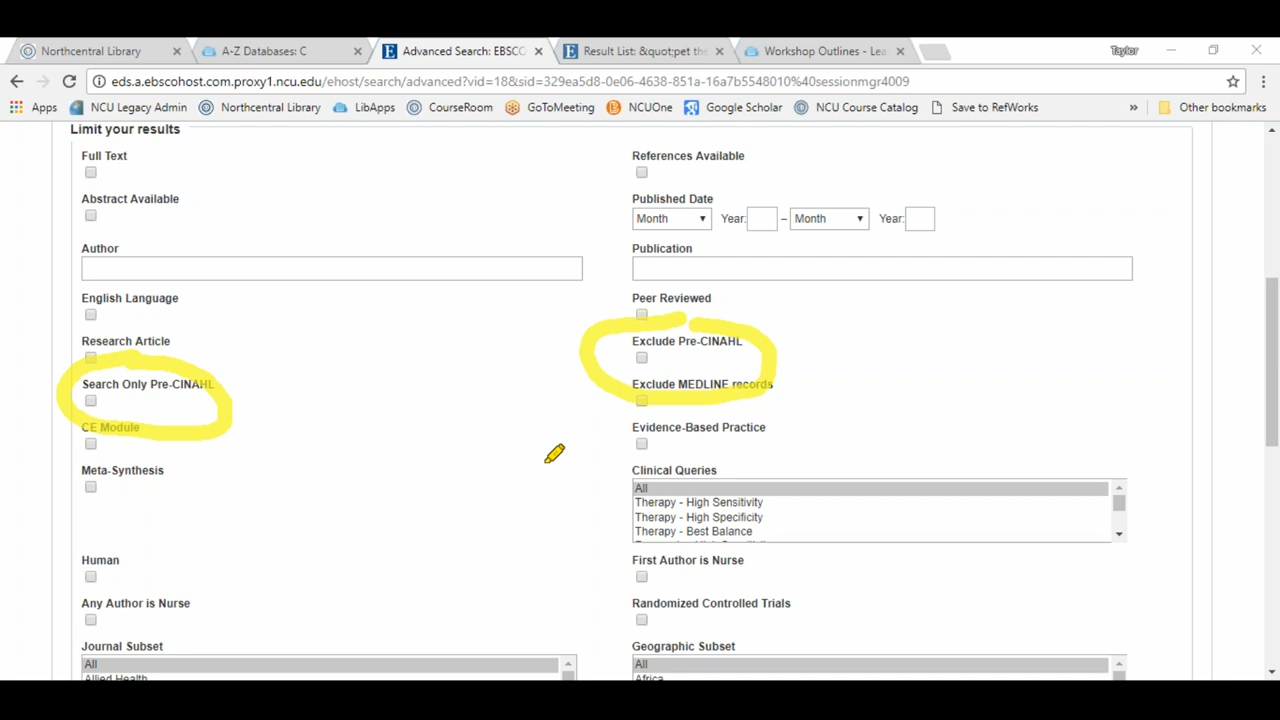 Northcentral Library
A-Z Databases: C
Advanced Search: EBSCO
Result List: &quot;pet the
Workshop Outlines - Lea
Taylor
eds.a.ebscohost.com.proxy1.ncu.edu/ehost/search/advanced?vid=18&sid=329ea5d8-0e06-4638-851a-16a7b5548010%40sessionmgr4009
Apps
NCU Legacy Admin
Northcentral Library
LibApps
CourseRoom
GoToMeeting
NCUOne
Google Scholar
NCU Course Catalog
Save to RefWorks
»
Other bookmarks
Limit your results
Full Text
References Available
Abstract Available
Published Date
Month Year: – Month Year:
Author
Publication
English Language
Peer Reviewed
Research Article
Exclude Pre-CINAHL
Search Only Pre-CINAHL
Exclude MEDLINE records
CE Module
Evidence-Based Practice
Meta-Synthesis
Clinical Queries
All
Therapy - High Sensitivity
Therapy - High Specificity
Therapy - Best Balance
Human
First Author is Nurse
Any Author is Nurse
Randomized Controlled Trials
Journal Subset
Geographic Subset
All
All
Allied Health
Africa